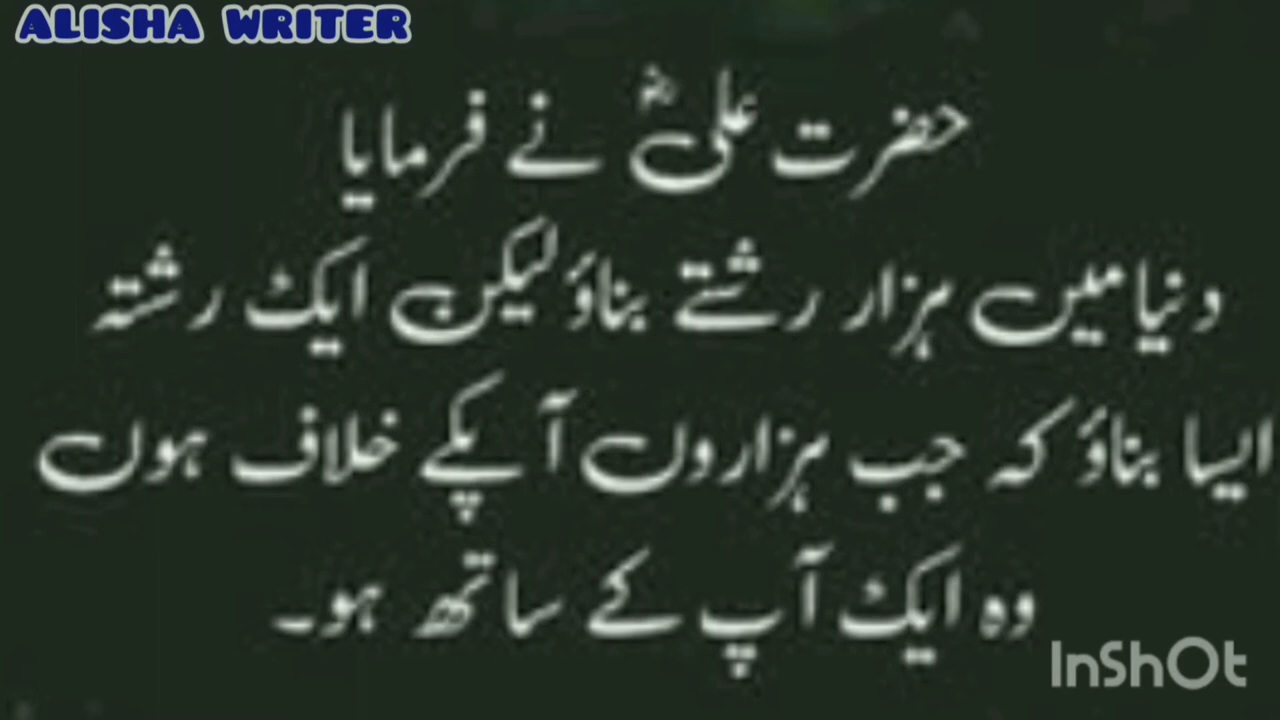 ALISHA WRITER
حضرت علیؓ نے فرمایا
دنیا میں ہزار رشتے بناؤ لیکن ایک رشتہ
ایسا بناؤ کہ جب ہزاروں آپکے خلاف ہوں
وہ ایک آپ کے ساتھ ہو۔
InShOt